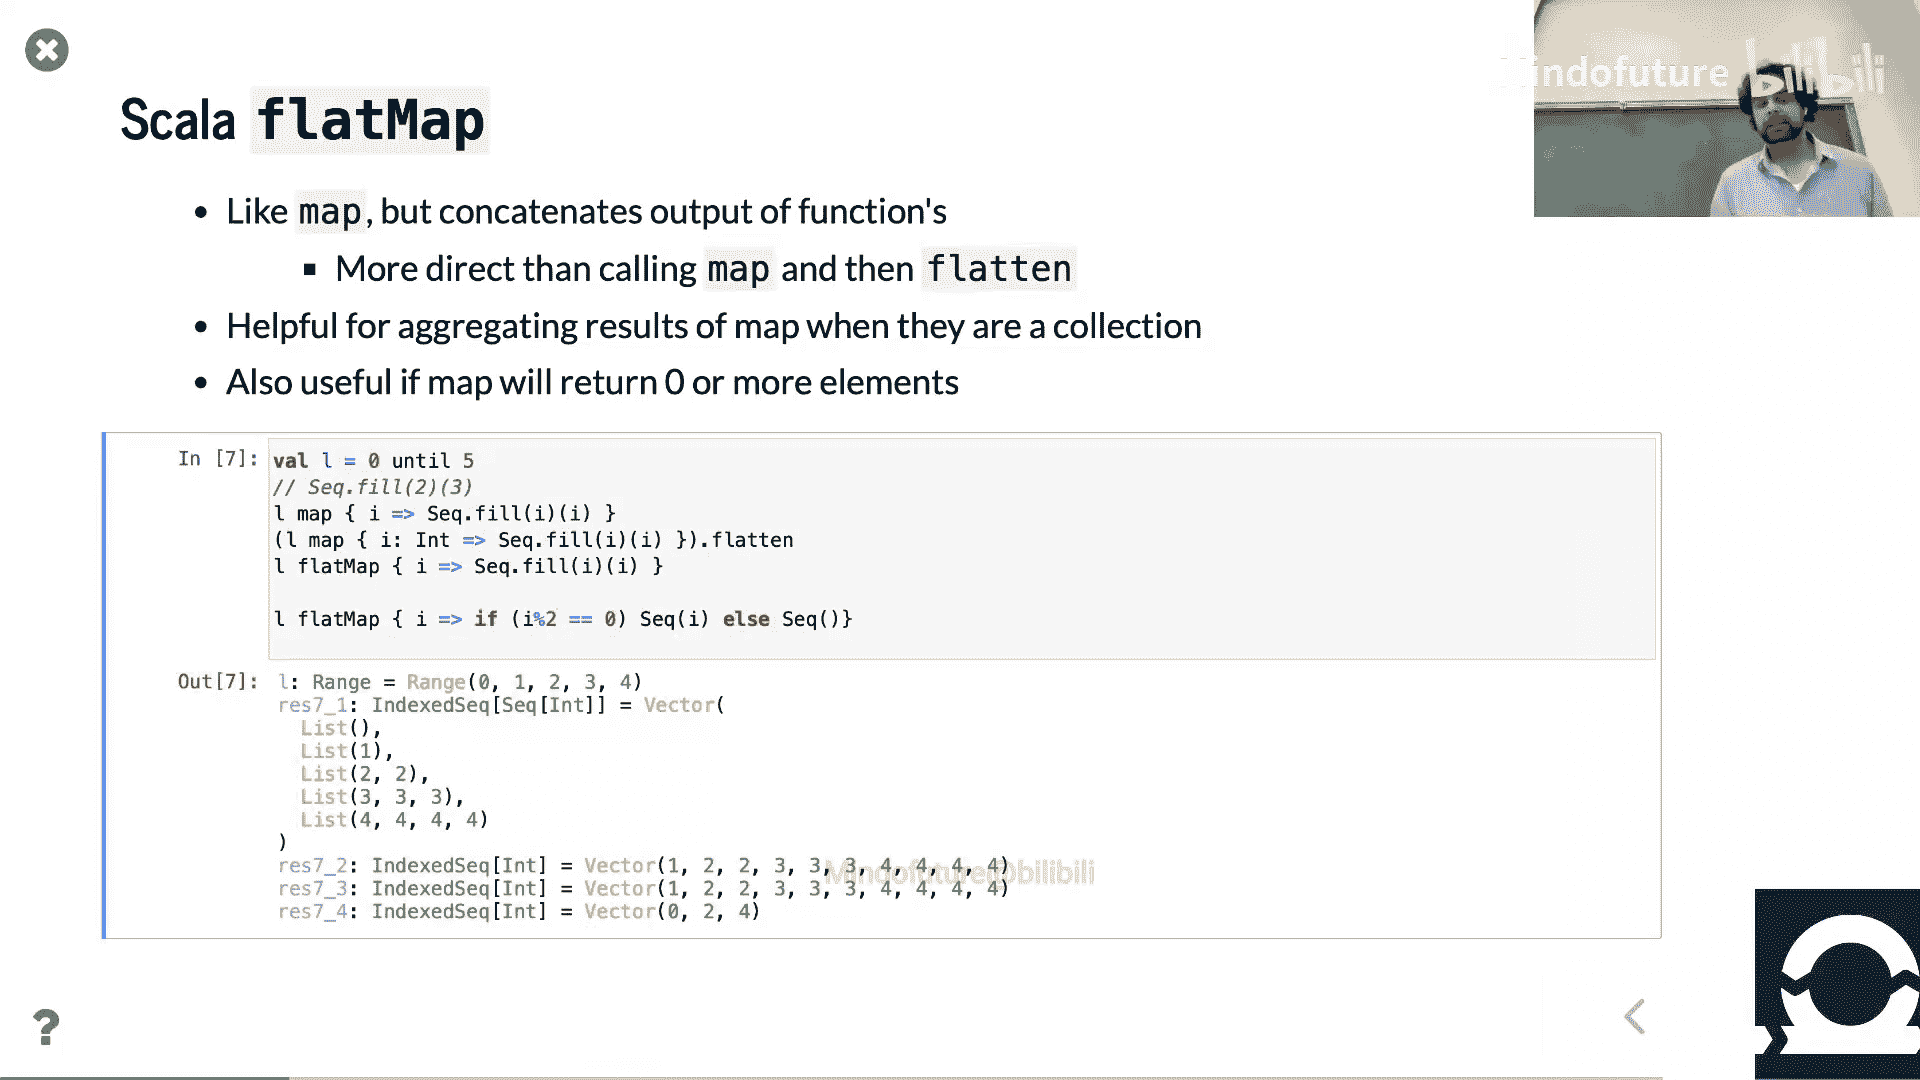 Scala flatMap
Like map, but concatenates output of function's
More direct than calling map and then flatten
Helpful for aggregating results of map when they are a collection
Also useful if map will return 0 or more elements
In [7]:
val l = 0 until 5
// Seq.fill(2)(3)
l map { i => Seq.fill(i)(i) }
(l map { i: Int => Seq.fill(i)(i) }).flatten
l flatMap { i => Seq.fill(i)(i) }
l flatMap { i => if (i%2 == 0) Seq(i) else Seq()}
Out[7]:
l: Range = Range(0, 1, 2, 3, 4)
res7_1: IndexedSeq[Seq[Int]] = Vector(
List(),
List(1),
List(2, 2),
List(3, 3, 3),
List(4, 4, 4, 4)
)
res7_2: IndexedSeq[Int] = Vector(1, 2, 2, 3, 3, 3, 4, 4, 4, 4)
res7_3: IndexedSeq[Int] = Vector(1, 2, 2, 3, 3, 3, 4, 4, 4, 4)
res7_4: IndexedSeq[Int] = Vector(0, 2, 4)
Mindofuture@bilibili
Mindofuture bilibili
?